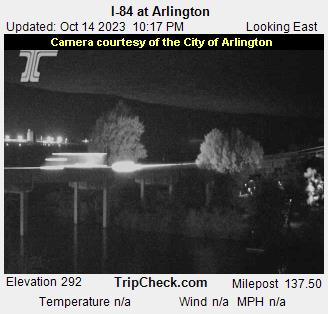 I-84 at Arlington
Updated: Oct 14 2023 10:17 PM Looking East
Camera courtesy of the City of Arlington
Elevation 292 TripCheck.com Milepost 137.50
Temperature n/a Wind n/a MPH n/a